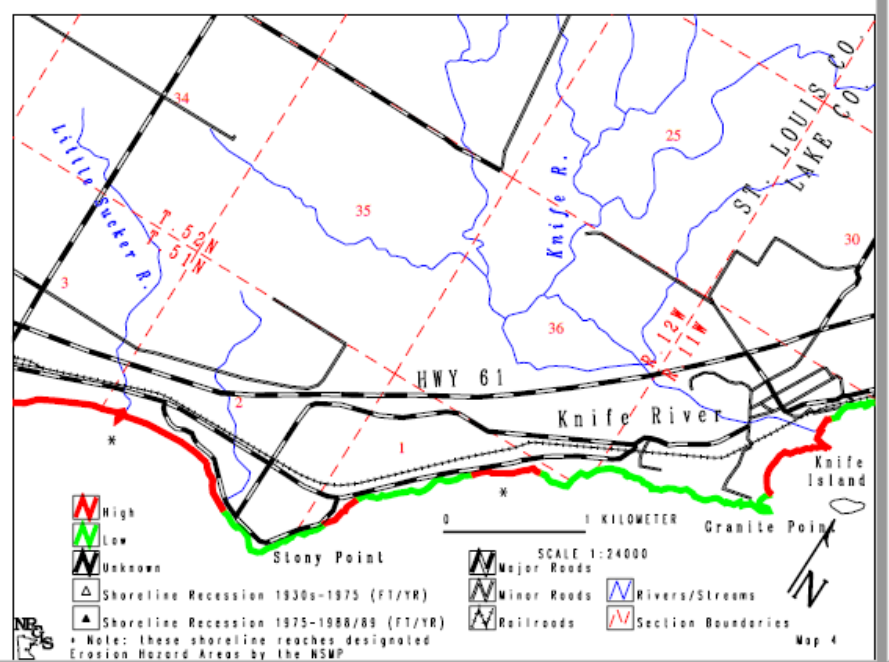 34
25
ST. LOUIS CO.
LAKE CO.
Little Sucker R.
35
Knife R.
T.52N
T.51N
30
3
36
R.12W
R.11W
HWY 61
2
Knife River
1
*
*
Knife
Island
High
Low
Unknown
0 1 KILOMETER
Granite Point
Stony Point
SCALE 1:24000
Major Roads
Minor Roads
Railroads
Rivers/Streams
Section Boundaries
N
Shoreline Recession 1930s-1975 (FT/YR)
Shoreline Recession 1975-1988/89 (FT/YR)
* Note: these shoreline reaches designated
Erosion Hazard Areas by the NSMP
Map 4